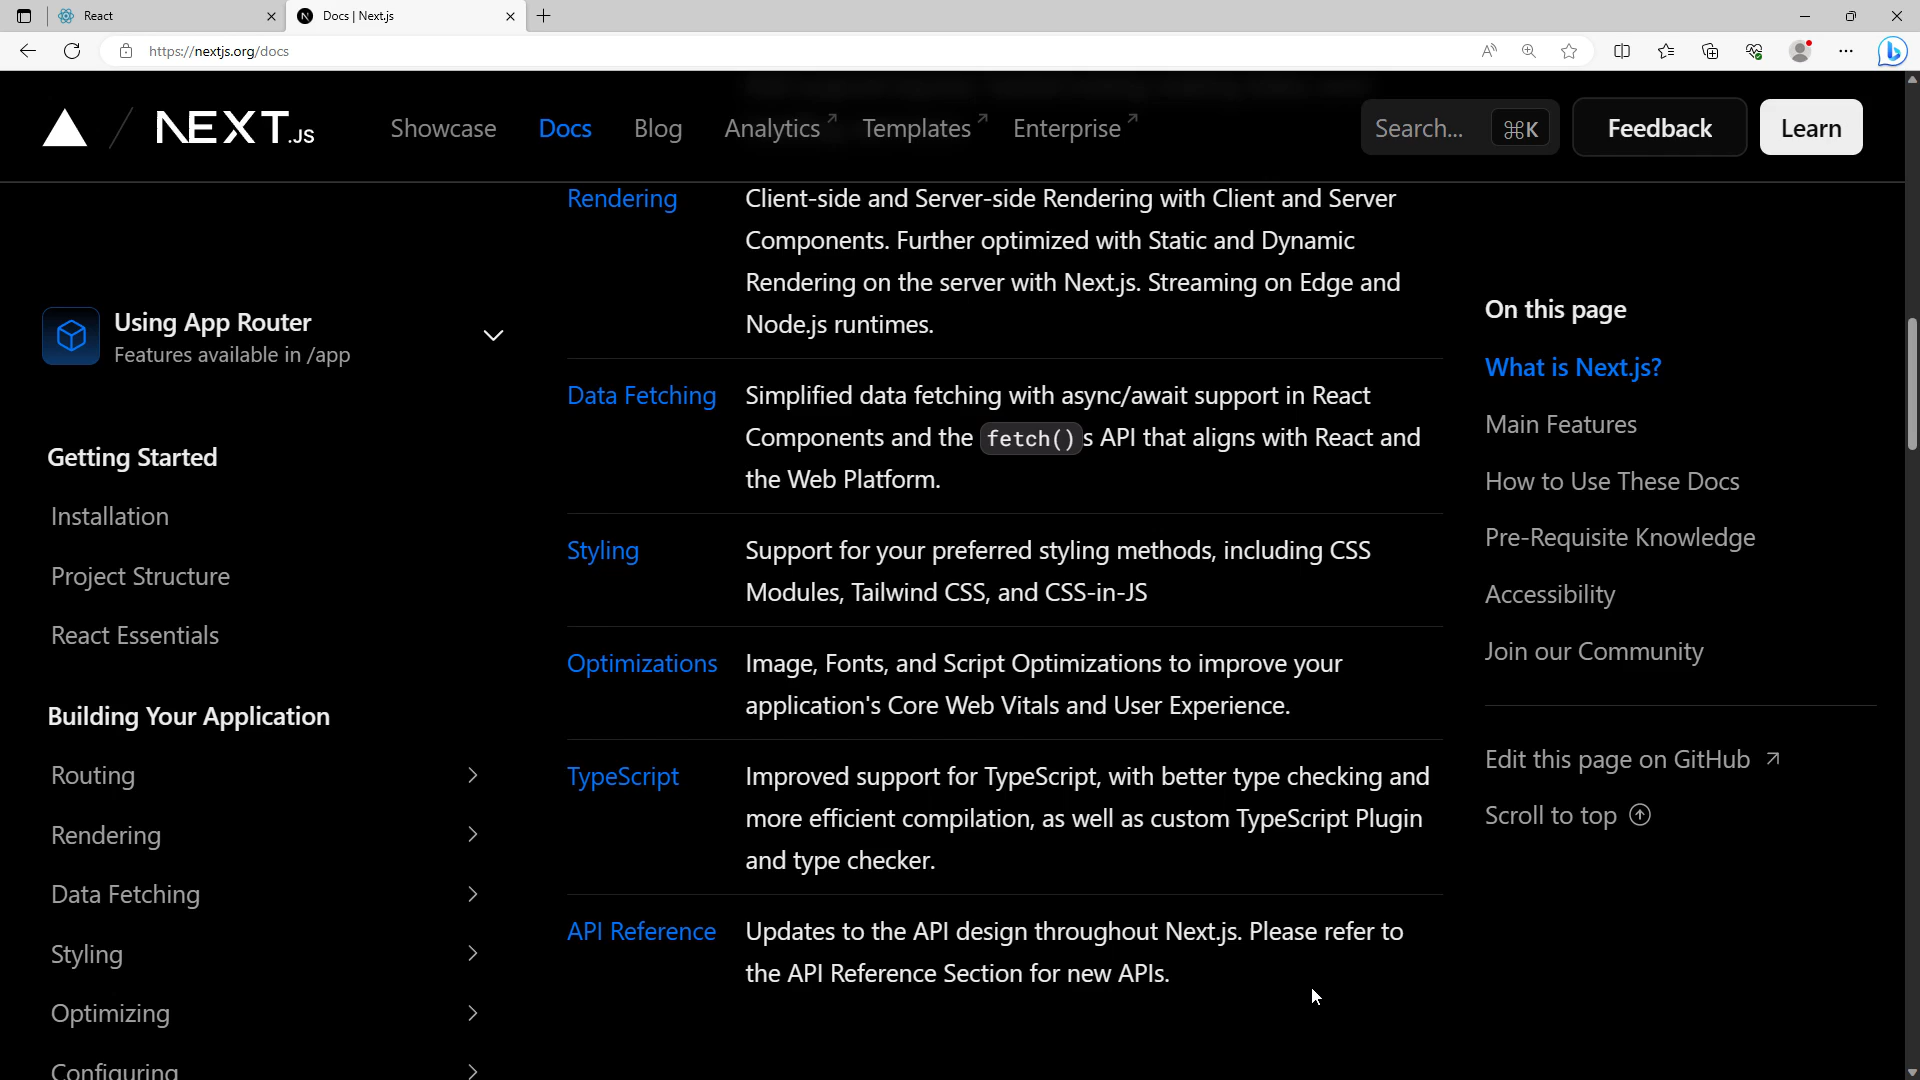 React
Docs | Next.js
https://nextjs.org/docs
NEXT.JS
Showcase
Docs
Blog
Analytics
Templates
Enterprise
Search...
⌘K
Feedback
Learn
Using App Router
Features available in /app
Getting Started
Installation
Project Structure
React Essentials
Building Your Application
Routing
Rendering
Data Fetching
Styling
Optimizing
Configuring
Rendering
Client-side and Server-side Rendering with Client and Server
Components. Further optimized with Static and Dynamic
Rendering on the server with Next.js. Streaming on Edge and
Node.js runtimes.
Data Fetching
Simplified data fetching with async/await support in React
Components and the fetch()s API that aligns with React and
the Web Platform.
Styling
Support for your preferred styling methods, including CSS
Modules, Tailwind CSS, and CSS-in-JS
Optimizations
Image, Fonts, and Script Optimizations to improve your
application's Core Web Vitals and User Experience.
TypeScript
Improved support for TypeScript, with better type checking and
more efficient compilation, as well as custom TypeScript Plugin
and type checker.
API Reference
Updates to the API design throughout Next.js. Please refer to
the API Reference Section for new APIs.
On this page
What is Next.js?
Main Features
How to Use These Docs
Pre-Requisite Knowledge
Accessibility
Join our Community
Edit this page on GitHub
Scroll to top